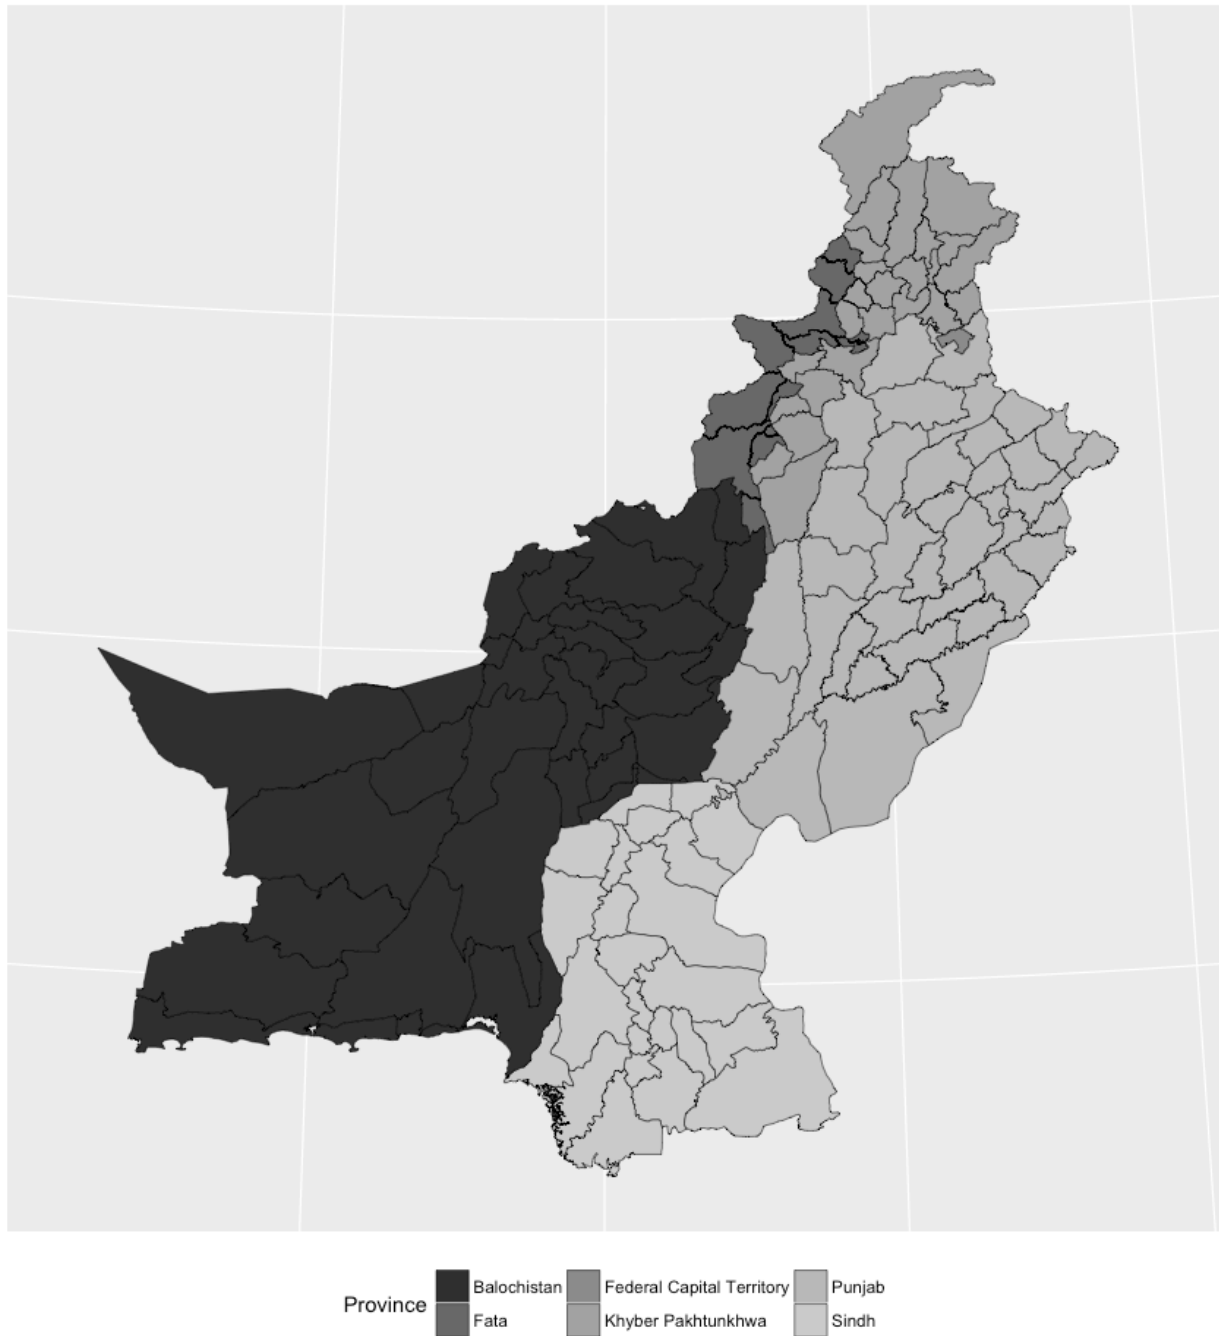 Province
Balochistan Federal Capital Territory Punjab
Fata Khyber Pakhtunkhwa Sindh